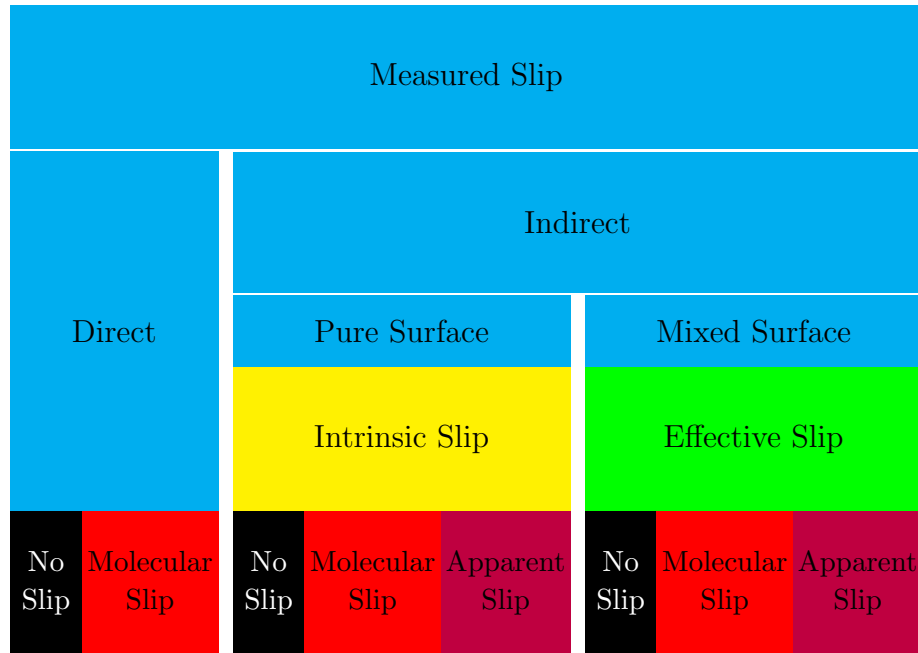 Measured Slip
Indirect
Direct
Pure Surface
Mixed Surface
Intrinsic Slip
Effective Slip
No
Slip
Molecular
Slip
No
Slip
Molecular
Slip
Apparent
Slip
No
Slip
Molecular
Slip
Apparent
Slip